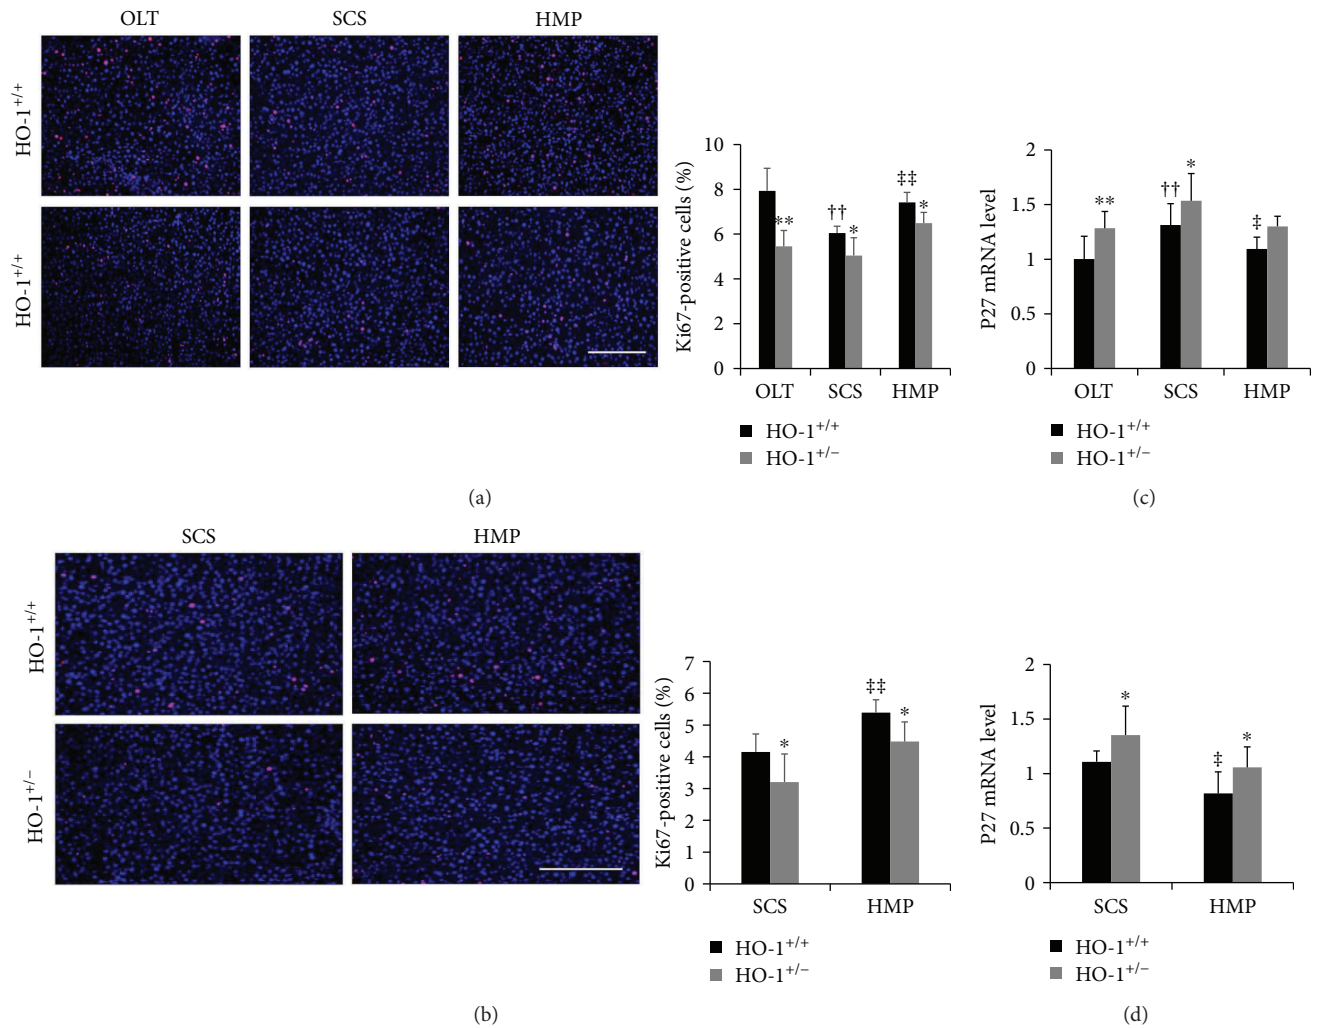 OLT SCS HMP
HO-1+/+
HO-1+/+
Ki67-positive cells (%)
10
8
6
4
2
0
**
††
*
‡‡
*
OLT SCS HMP
HO-1+/+
HO-1+/−
(a)
P27 mRNA level
2
1.5
1
0.5
0
**
††
*
‡
OLT SCS HMP
HO-1+/+
HO-1+/−
(c)
SCS HMP
HO-1+/+
HO-1+/−
Ki67-positive cells (%)
7
6
5
4
3
2
1
0
*
‡‡
*
SCS HMP
HO-1+/+
HO-1+/−
(b)
P27 mRNA level
2
1.5
1
0.5
0
*
‡
*
SCS HMP
HO-1+/+
HO-1+/−
(d)